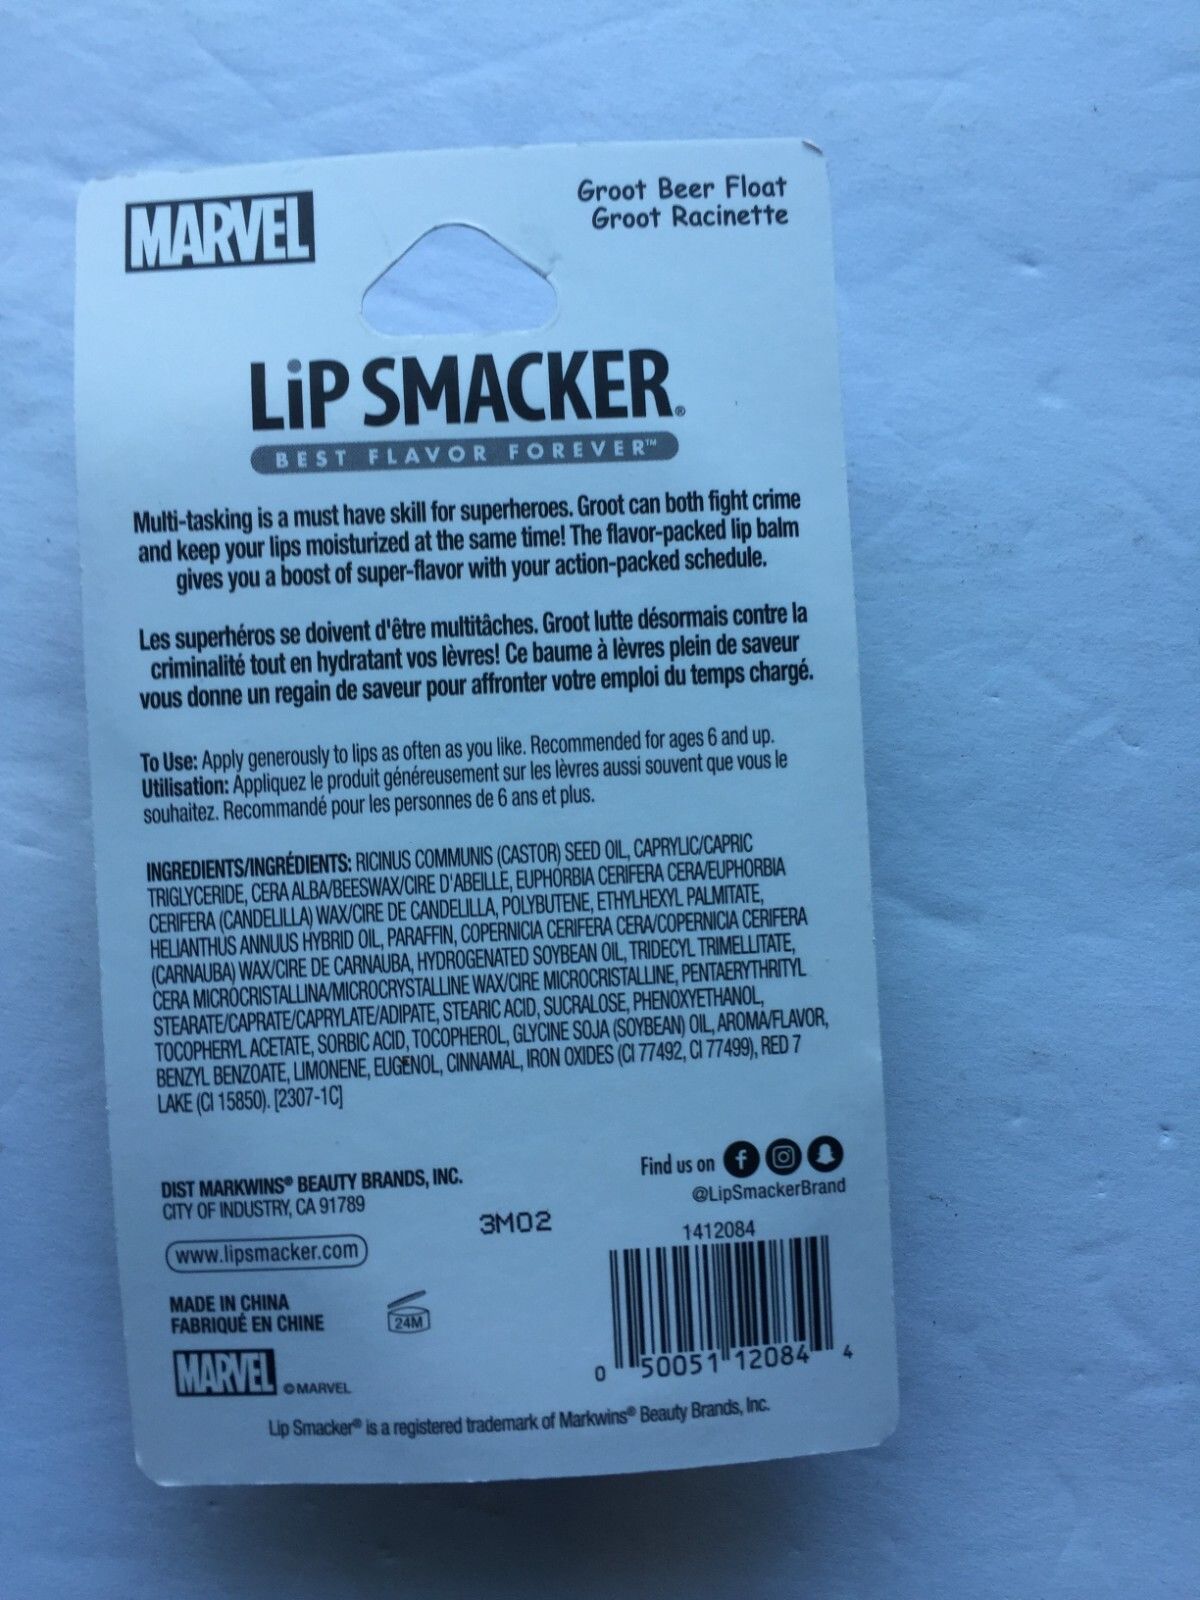 MARVEL
Groot Beer Float
Groot Racinette
LiP SMACKER®
BEST FLAVOR FOREVER™
Multi-tasking is a must have skill for superheroes. Groot can both fight crime
and keep your lips moisturized at the same time! The flavor-packed lip balm
gives you a boost of super-flavor with your action-packed schedule.
Les superhéros se doivent d'être multitâches. Groot lutte désormais contre la
criminalité tout en hydratant vos lèvres! Ce baume à lèvres plein de saveur
vous donne un regain de saveur pour affronter votre emploi du temps chargé.
To Use: Apply generously to lips as often as you like. Recommended for ages 6 and up.
Utilisation: Appliquez le produit généreusement sur les lèvres aussi souvent que vous le
souhaitez. Recommandé pour les personnes de 6 ans et plus.
INGREDIENTS/INGRÉDIENTS: RICINUS COMMUNIS (CASTOR) SEED OIL, CAPRYLIC/CAPRIC
TRIGLYCERIDE, CERA ALBA/BEESWAX/CIRE D'ABEILLE, EUPHORBIA CERIFERA CERA/EUPHORBIA
CERIFERA (CANDELILLA) WAX/CIRE DE CANDELILLA, POLYBUTENE, ETHYLHEXYL PALMITATE,
HELIANTHUS ANNUUS HYBRID OIL, PARAFFIN, COPERNICIA CERIFERA CERA/COPERNICIA CERIFERA
(CARNAUBA) WAX/CIRE DE CARNAUBA, HYDROGENATED SOYBEAN OIL, TRIDECYL TRIMELLITATE,
CERA MICROCRISTALLINA/MICROCRYSTALLINE WAX/CIRE MICROCRISTALLINE, PENTAERYTHRITYL
STEARATE/CAPRATE/CAPRYLATE/ADIPATE, STEARIC ACID, SUCRALOSE, PHENOXYETHANOL,
TOCOPHERYL ACETATE, SORBIC ACID, TOCOPHEROL, GLYCINE SOJA (SOYBEAN) OIL, AROMA/FLAVOR,
BENZYL BENZOATE, LIMONENE, EUGENOL, CINNAMAL, IRON OXIDES (CI 77492, CI 77499), RED 7
LAKE (CI 15850). [2307-1C]
DIST MARKWINS® BEAUTY BRANDS, INC.
CITY OF INDUSTRY, CA 91789
www.lipsmacker.com
3M02
Find us on
@LipSmackerBrand
1412084
MADE IN CHINA
FABRIQUÉ EN CHINE
24M
0 50051 12084 4
MARVEL
© MARVEL
Lip Smacker® is a registered trademark of Markwins® Beauty Brands, Inc.